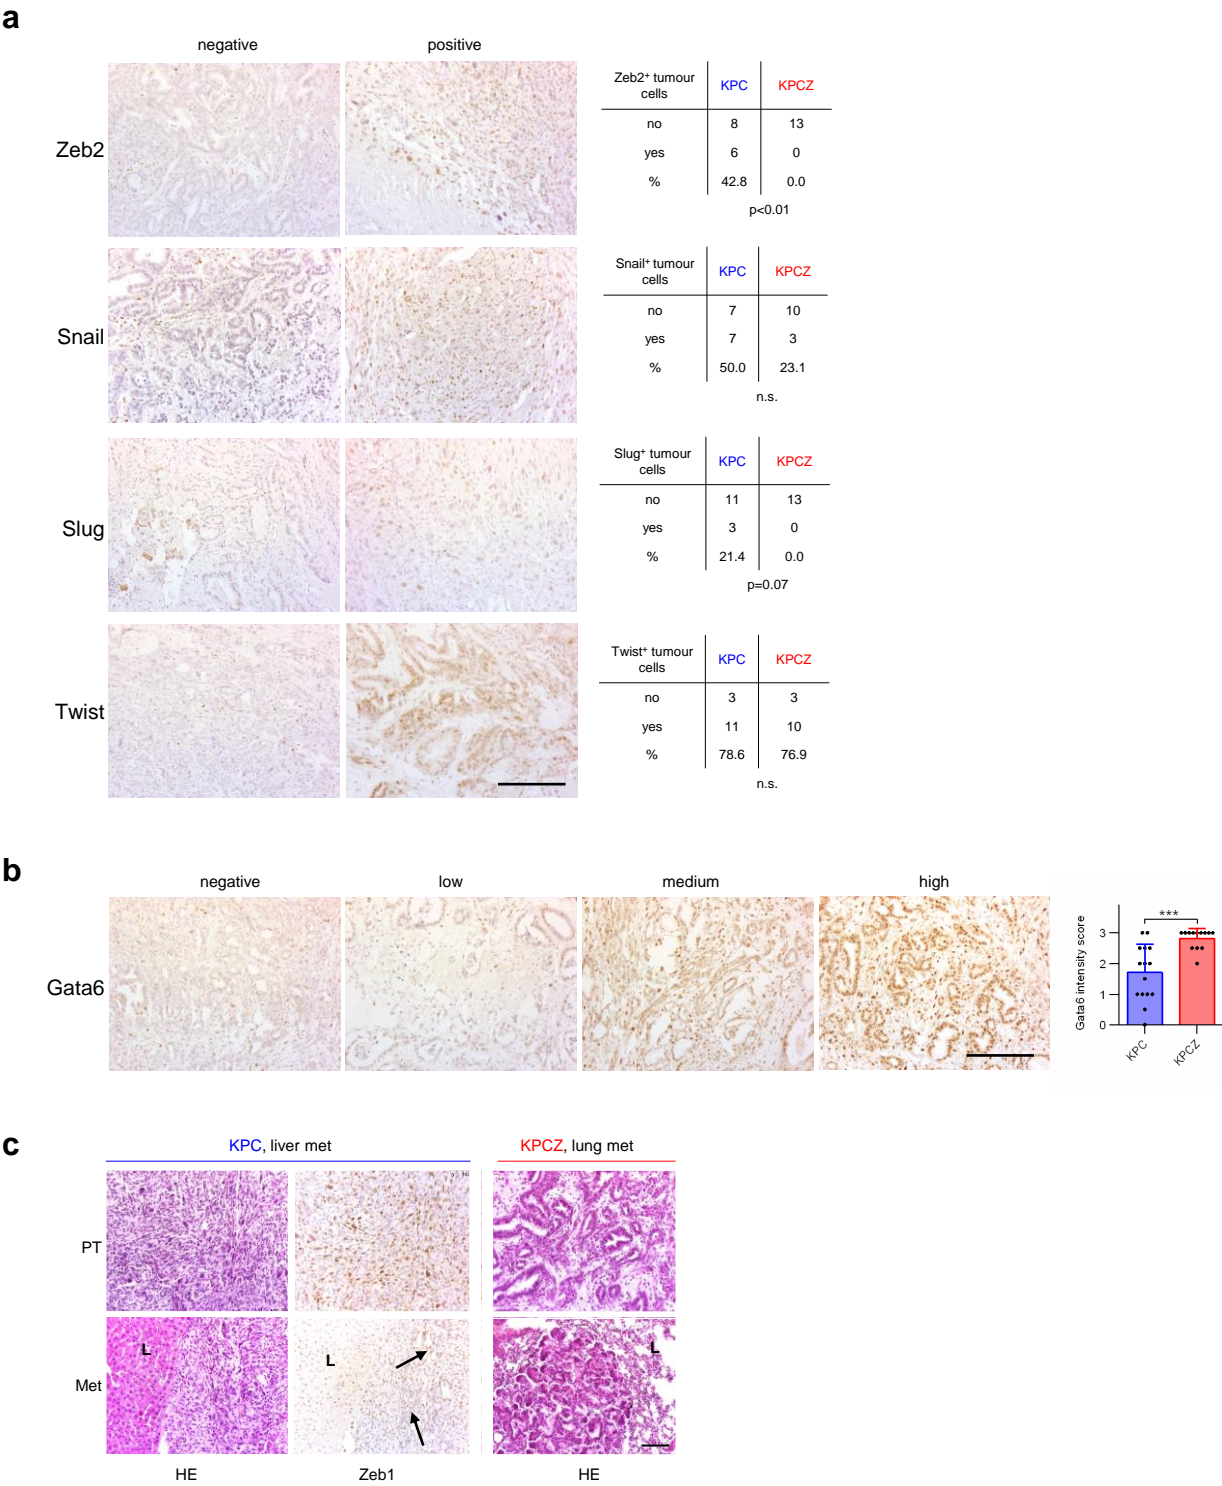 a
negative
positive
Zeb2
Zeb2⁺ tumour
cells
KPC
KPCZ
no
8
13
yes
6
0
%
42.8
0.0
p<0.01
Snail
Snail⁺ tumour
cells
KPC
KPCZ
no
7
10
yes
7
3
%
50.0
23.1
n.s.
Slug
Slug⁺ tumour
cells
KPC
KPCZ
no
11
13
yes
3
0
%
21.4
0.0
p=0.07
Twist
Twist⁺ tumour
cells
KPC
KPCZ
no
3
3
yes
11
10
%
78.6
76.9
n.s.
b
negative
low
medium
high
Gata6
Gata6 intensity score
3
2
1
0
***
KPC
KPCZ
c
KPC, liver met
KPCZ, lung met
PT
Met
L
L
L
HE
Zeb1
HE